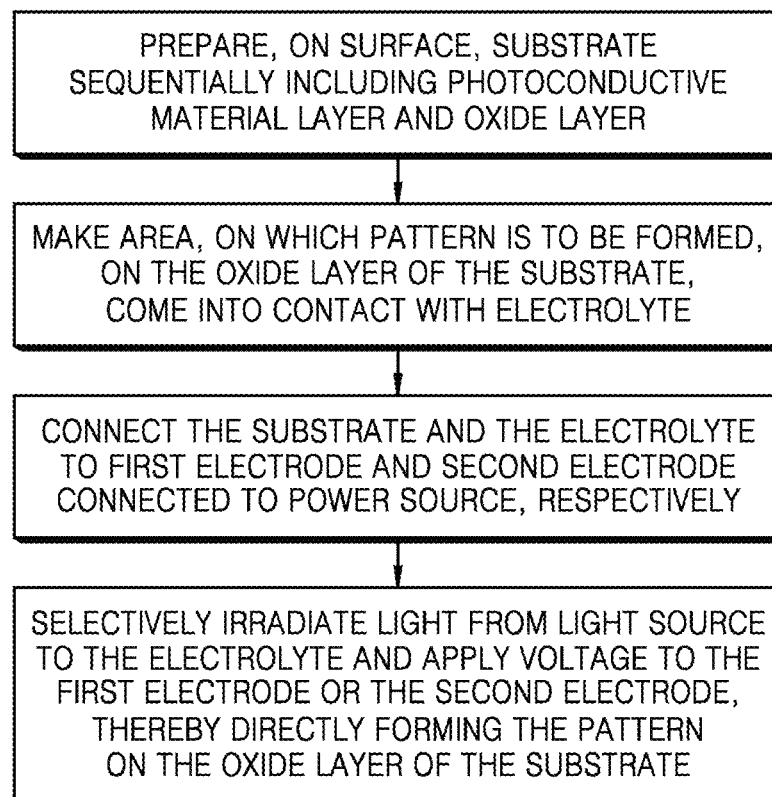 PREPARE, ON SURFACE, SUBSTRATE
SEQUENTIALLY INCLUDING PHOTOCONDUCTIVE
MATERIAL LAYER AND OXIDE LAYER
MAKE AREA, ON WHICH PATTERN IS TO BE FORMED,
ON THE OXIDE LAYER OF THE SUBSTRATE,
COME INTO CONTACT WITH ELECTROLYTE
CONNECT THE SUBSTRATE AND THE ELECTROLYTE
TO FIRST ELECTRODE AND SECOND ELECTRODE
CONNECTED TO POWER SOURCE, RESPECTIVELY
SELECTIVELY IRRADIATE LIGHT FROM LIGHT SOURCE
TO THE ELECTROLYTE AND APPLY VOLTAGE TO THE
FIRST ELECTRODE OR THE SECOND ELECTRODE,
THEREBY DIRECTLY FORMING THE PATTERN
ON THE OXIDE LAYER OF THE SUBSTRATE